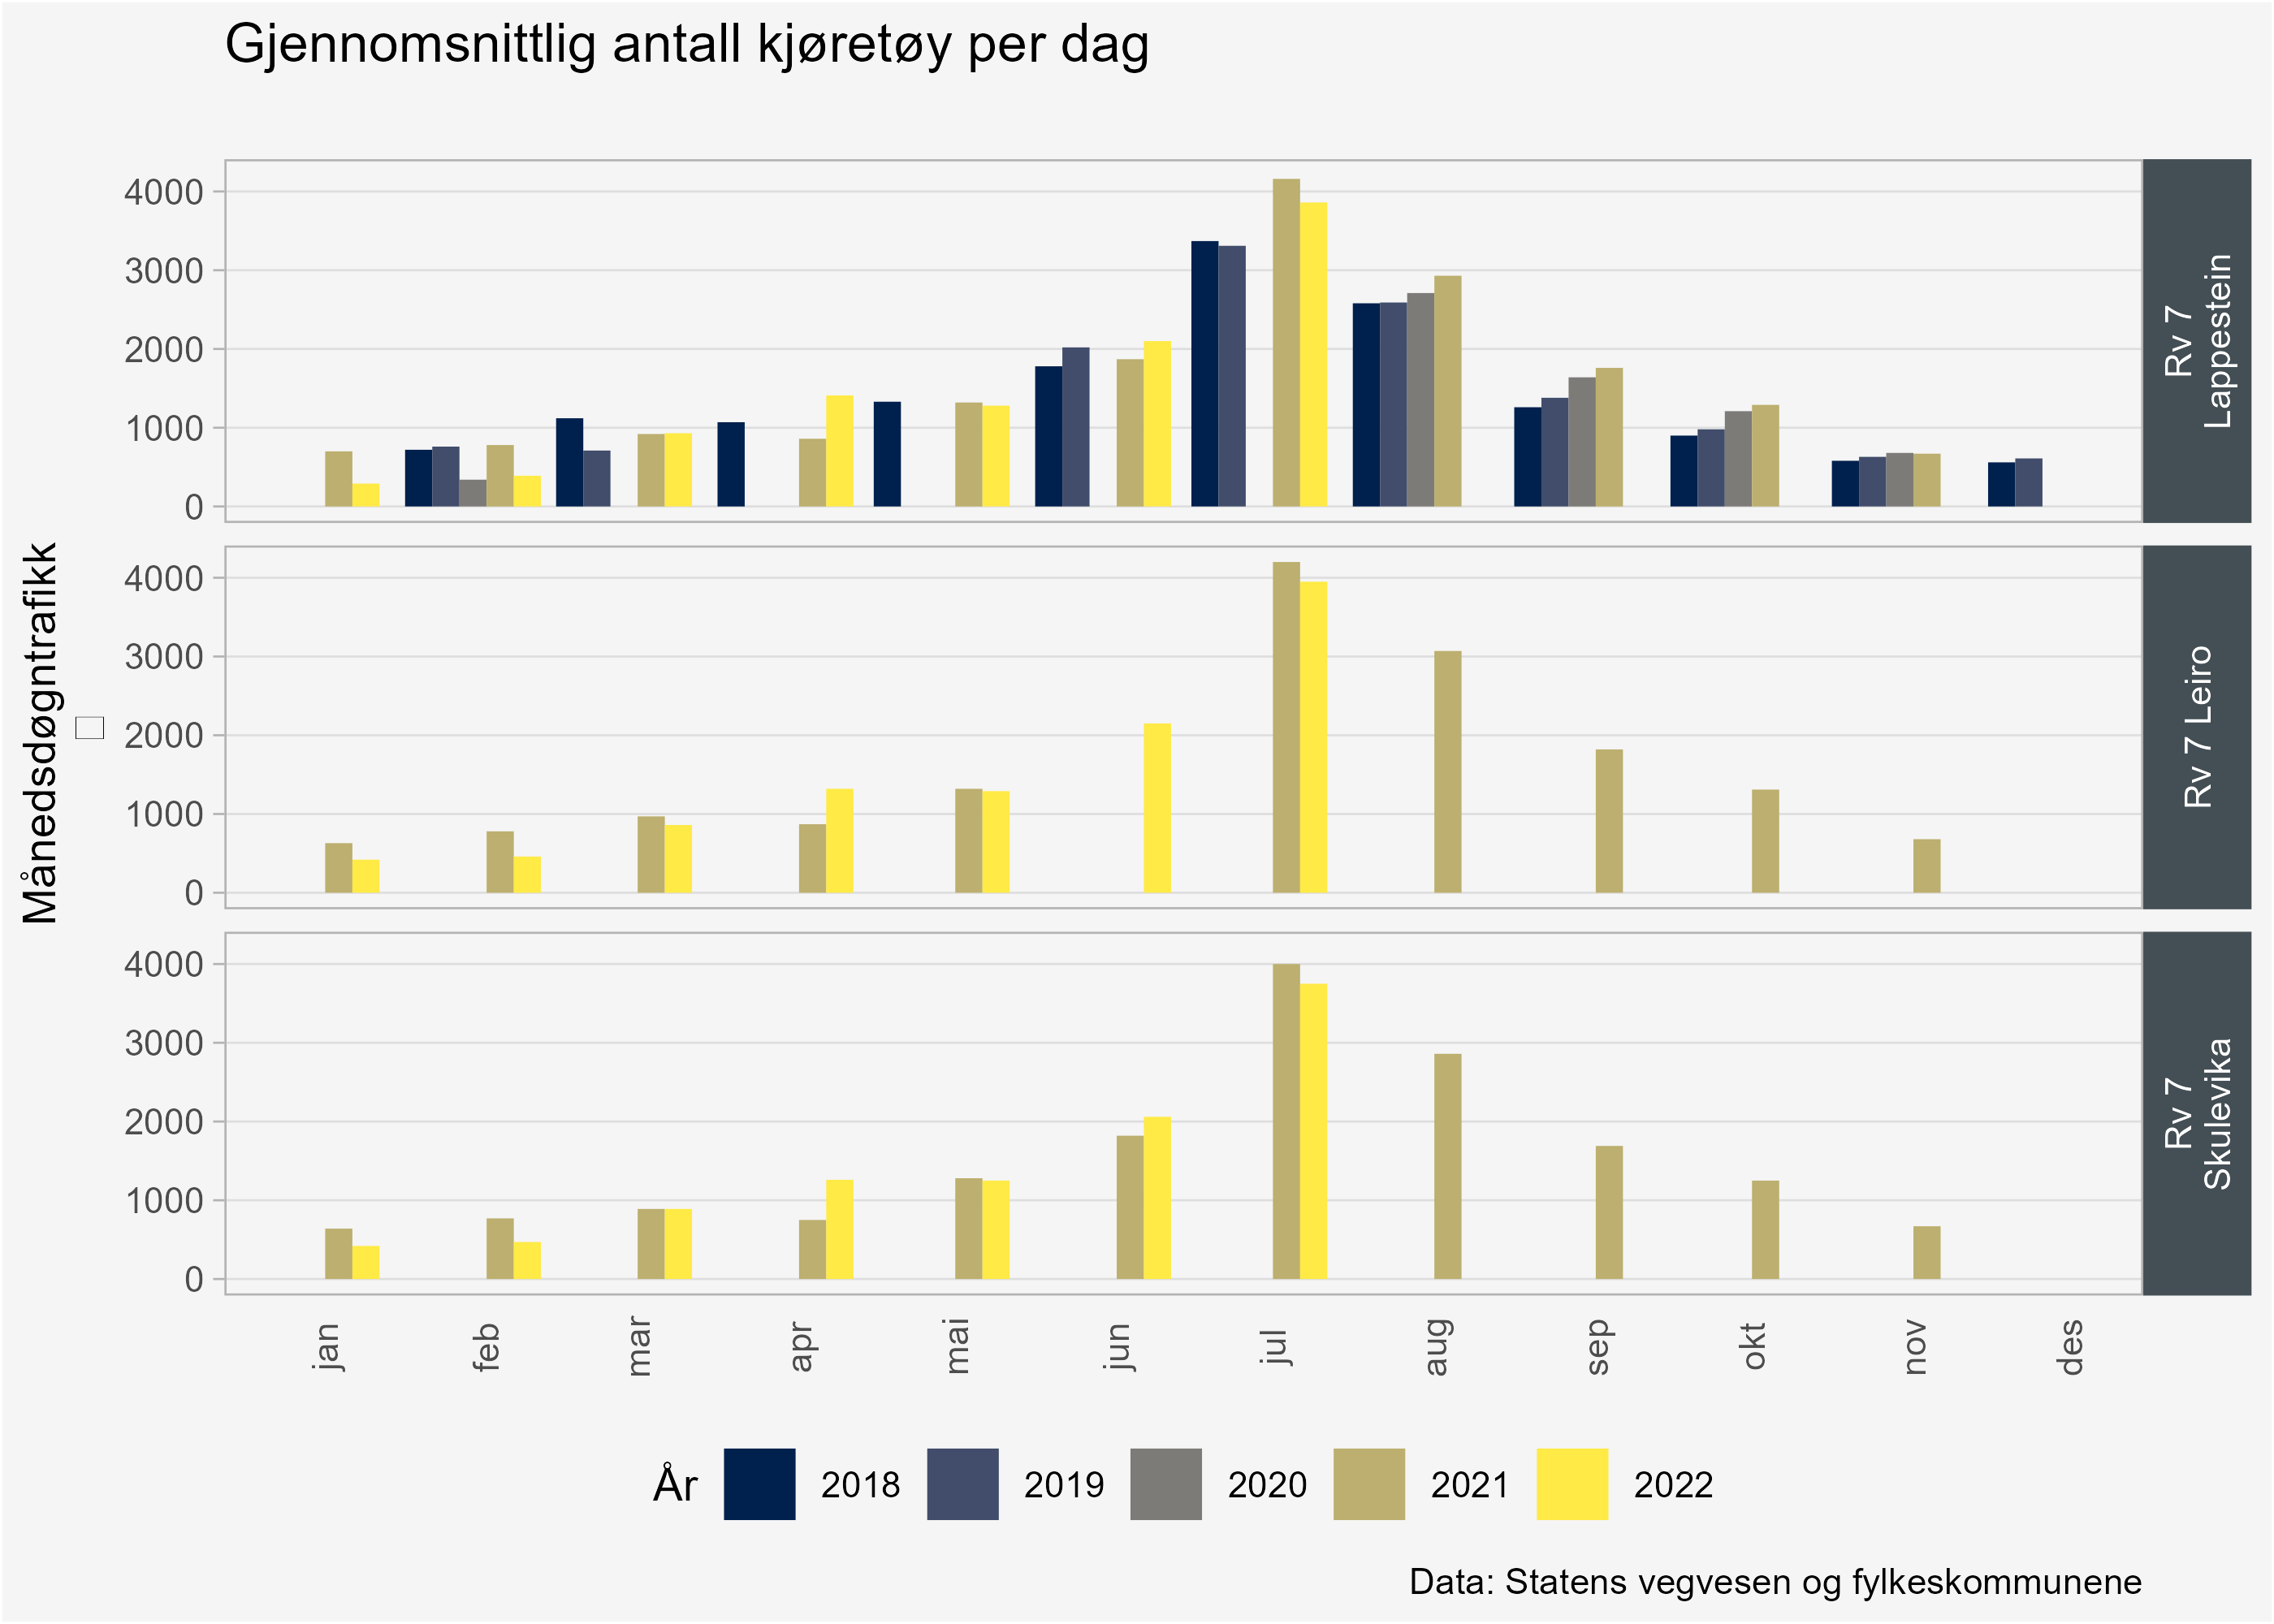 Gjennomsnittlig antall kjøretøy per dag
Månedsdøgntrafikk
4000
3000
2000
1000
0
Rv 7
Lappestein
4000
3000
2000
1000
0
Rv 7 Leiro
4000
3000
2000
1000
0
Rv 7
Skulevika
jan feb mar apr mai jun jul aug sep okt nov des
År 2018 2019 2020 2021 2022
Data: Statens vegvesen og fylkeskommunene